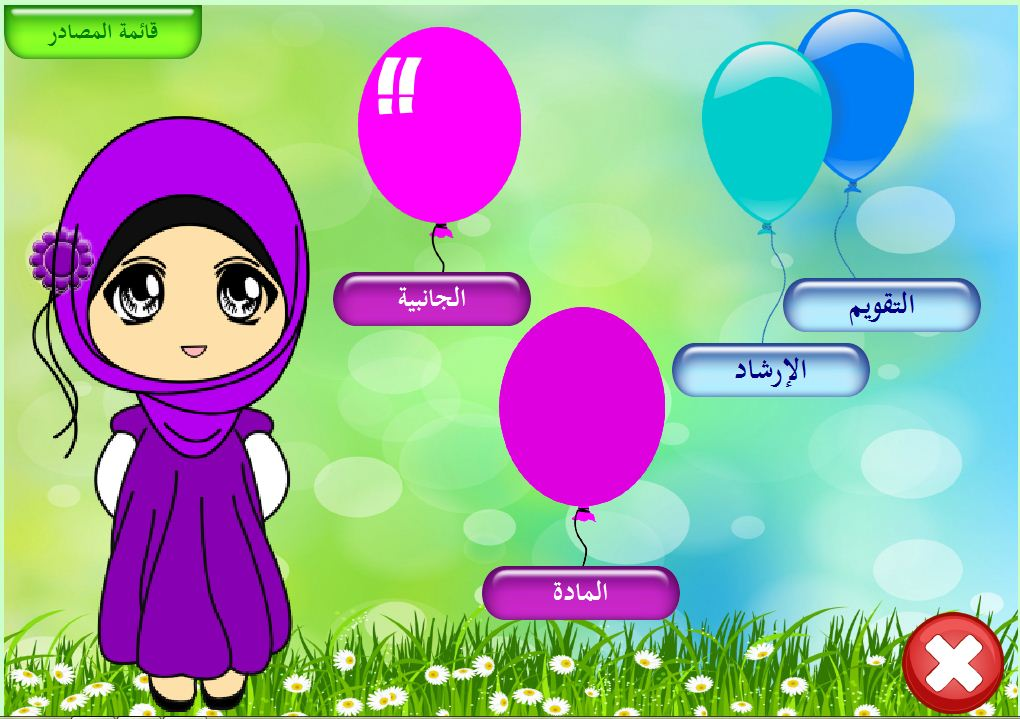 قائمة المصادر
!!
الجانبية
التقويم
الإرشاد
المادة